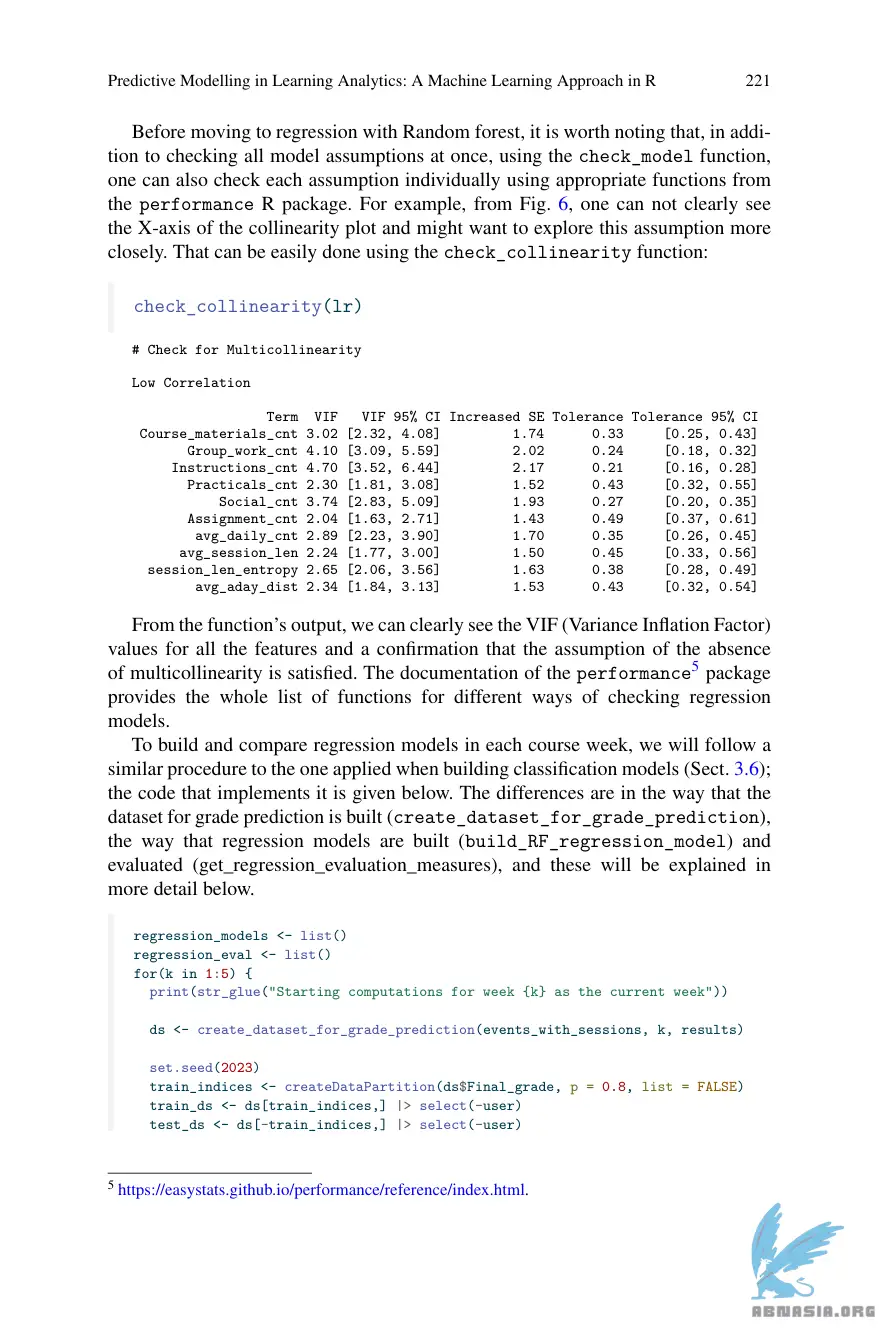 Predictive Modelling in Learning Analytics: A Machine Learning Approach in R 221
Before moving to regression with Random forest, it is worth noting that, in addi-
tion to checking all model assumptions at once, using the check_model function,
one can also check each assumption individually using appropriate functions from
the performance R package. For example, from Fig. 6, one can not clearly see
the X-axis of the collinearity plot and might want to explore this assumption more
closely. That can be easily done using the check_collinearity function:
check_collinearity(lr)
# Check for Multicollinearity
Low Correlation
Term VIF VIF 95% CI Increased SE Tolerance Tolerance 95% CI
Course_materials_cnt 3.02 [2.32, 4.08] 1.74 0.33 [0.25, 0.43]
Group_work_cnt 4.10 [3.09, 5.59] 2.02 0.24 [0.18, 0.32]
Instructions_cnt 4.70 [3.52, 6.44] 2.17 0.21 [0.16, 0.28]
Practicals_cnt 2.30 [1.81, 3.08] 1.52 0.43 [0.32, 0.55]
Social_cnt 3.74 [2.83, 5.09] 1.93 0.27 [0.20, 0.35]
Assignment_cnt 2.04 [1.63, 2.71] 1.43 0.49 [0.37, 0.61]
avg_daily_cnt 2.89 [2.23, 3.90] 1.70 0.35 [0.26, 0.45]
avg_session_len 2.24 [1.77, 3.00] 1.50 0.45 [0.33, 0.56]
session_len_entropy 2.65 [2.06, 3.56] 1.63 0.38 [0.28, 0.49]
avg_aday_dist 2.34 [1.84, 3.13] 1.53 0.43 [0.32, 0.54]
From the function's output, we can clearly see the VIF (Variance Inflation Factor)
values for all the features and a confirmation that the assumption of the absence
of multicollinearity is satisfied. The documentation of the performance5 package
provides the whole list of functions for different ways of checking regression
models.
To build and compare regression models in each course week, we will follow a
similar procedure to the one applied when building classification models (Sect. 3.6);
the code that implements it is given below. The differences are in the way that the
dataset for grade prediction is built (create_dataset_for_grade_prediction),
the way that regression models are built (build_RF_regression_model) and
evaluated (get_regression_evaluation_measures), and these will be explained in
more detail below.
regression_models <- list()
regression_eval <- list()
for(k in 1:5) {
print(str_glue("Starting computations for week {k} as the current week"))
ds <- create_dataset_for_grade_prediction(events_with_sessions, k, results)
set.seed(2023)
train_indices <- createDataPartition(ds$Final_grade, p = 0.8, list = FALSE)
train_ds <- ds[train_indices,] |> select(-user)
test_ds <- ds[-train_indices,] |> select(-user)
5 https://easystats.github.io/performance/reference/index.html.
ABNASIA.ORG